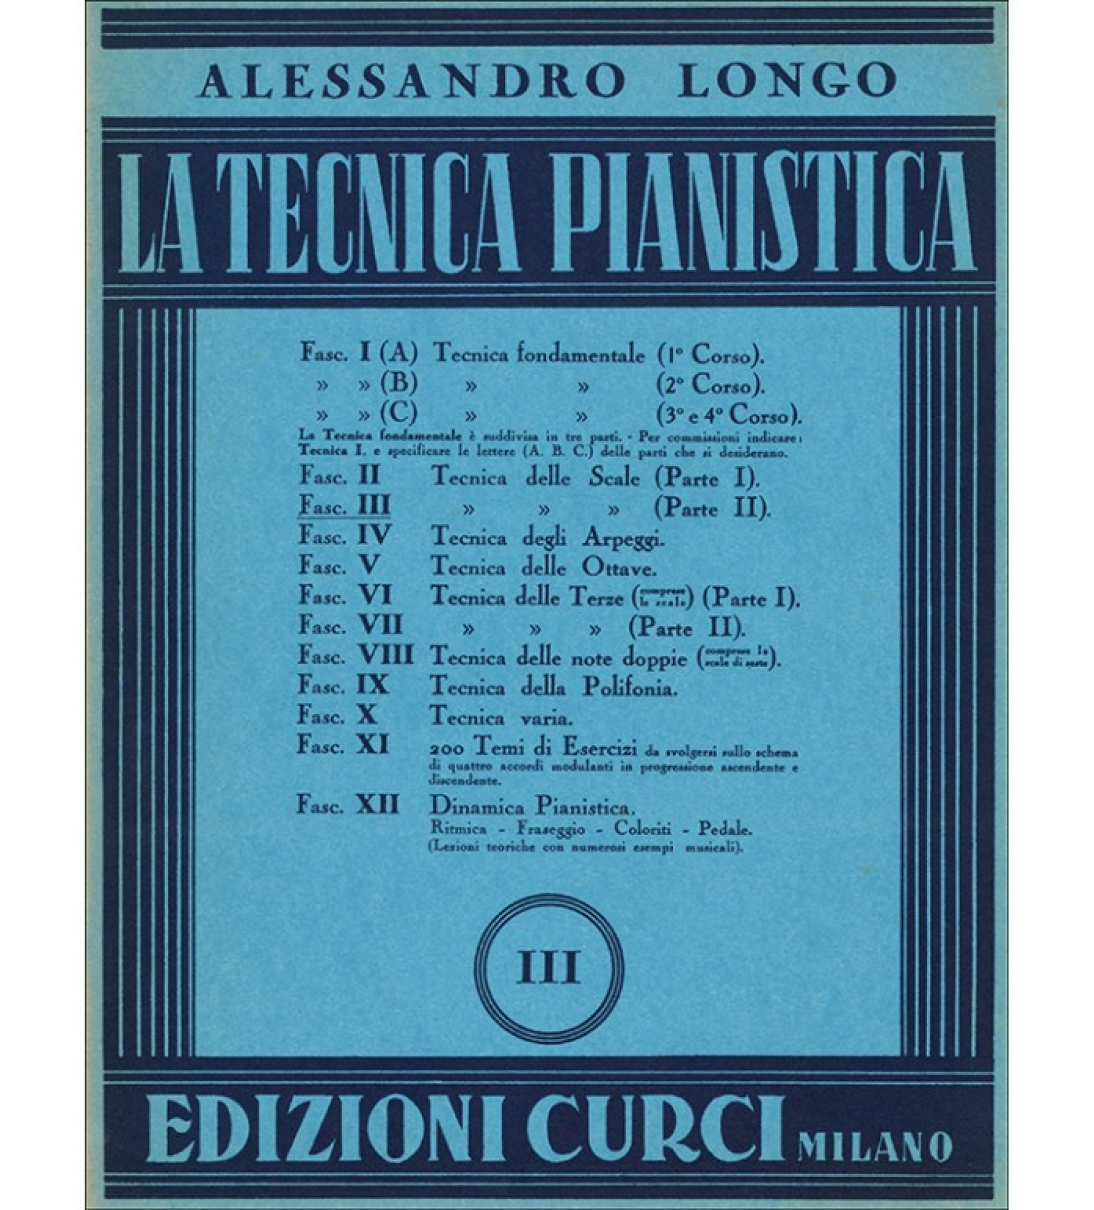 ALESSANDRO LONGO
LA TECNICA PIANISTICA
Fasc. I (A) Tecnica fondamentale (1º Corso).
» » (B) » » (2º Corso).
» » (C) » » (3º e 4º Corso).
La Tecnica fondamentale è suddivisa in tre parti. - Per commissioni indicare:
Tecnica I, e specificare le lettere (A. B. C.) delle parti che si desiderano.
Fasc. II Tecnica delle Scale (Parte I).
Fasc. III » » » (Parte II).
Fasc. IV Tecnica degli Arpeggi.
Fasc. V Tecnica delle Ottave.
Fasc. VI Tecnica delle Terze (comprese le scale) (Parte I).
Fasc. VII » » » (Parte II).
Fasc. VIII Tecnica delle note doppie (comprese le scale di seste).
Fasc. IX Tecnica della Polifonia.
Fasc. X Tecnica varia.
Fasc. XI 200 Temi di Esercizi da svolgersi sullo schema
di quattro accordi modulanti in progressione ascendente e
discendente.
Fasc. XII Dinamica Pianistica.
Ritmica - Fraseggio - Coloriti - Pedale.
(Lezioni teoriche con numerosi esempi musicali).
III
EDIZIONI CURCI MILANO